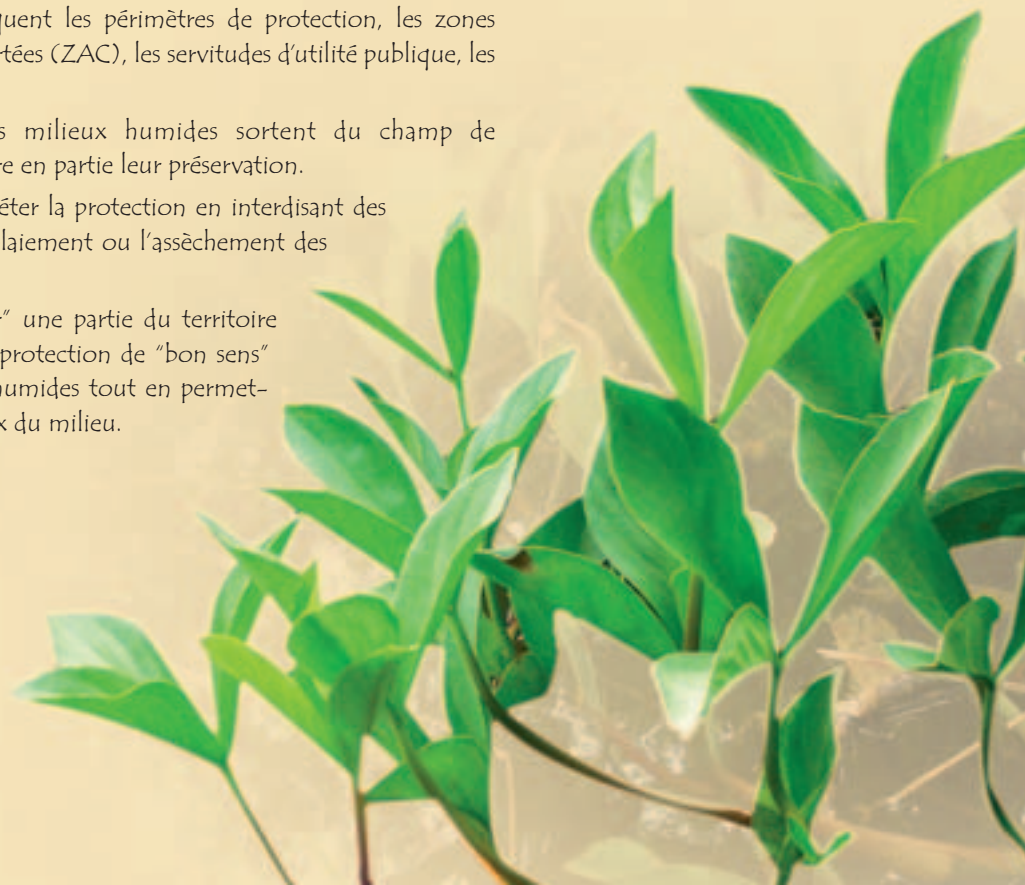 quent les périmètres de protection, les zones
rtées (ZAC), les servitudes d'utilité publique, les
s milieux humides sortent du champ de
re en partie leur préservation.
éter la protection en interdisant des
laiement ou l'assèchement des
" une partie du territoire
protection de "bon sens"
humides tout en permet-
x du milieu.